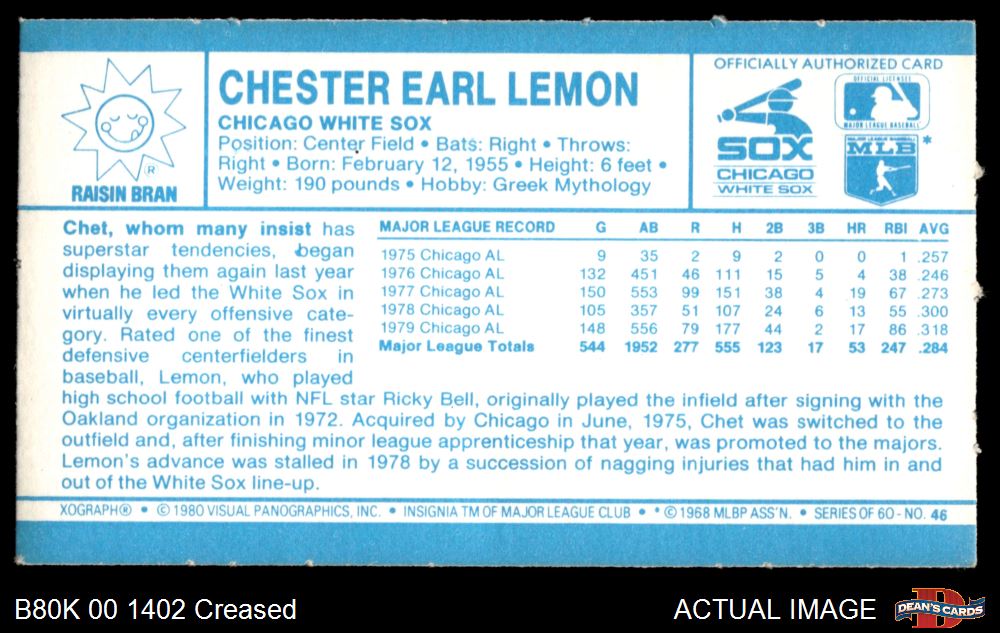 RAISIN BRAN
®
CHESTER EARL LEMON
CHICAGO WHITE SOX
Position: Center Field • Bats: Right • Throws:
Right • Born: February 12, 1955 • Height: 6 feet •
Weight: 190 pounds • Hobby: Greek Mythology
OFFICIALLY AUTHORIZED CARD
SOX
CHICAGO
WHITE SOX
OFFICIAL LICENSEE
MAJOR LEAGUE BASEBALL
MAJOR LEAGUE BASEBALL
MLB *
Chet, whom many insist has
superstar tendencies, began
displaying them again last year
when he led the White Sox in
virtually every offensive cate-
gory. Rated one of the finest
defensive centerfielders in
baseball, Lemon, who played
MAJOR LEAGUE RECORD G AB R H 2B 3B HR RBI AVG
1975 Chicago AL 9 35 2 9 2 0 0 1 .257
1976 Chicago AL 132 451 46 111 15 5 4 38 .246
1977 Chicago AL 150 553 99 151 38 4 19 67 .273
1978 Chicago AL 105 357 51 107 24 6 13 55 .300
1979 Chicago AL 148 556 79 177 44 2 17 86 .318
Major League Totals 544 1952 277 555 123 17 53 247 .284
high school football with NFL star Ricky Bell, originally played the infield after signing with the
Oakland organization in 1972. Acquired by Chicago in June, 1975, Chet was switched to the
outfield and, after finishing minor league apprenticeship that year, was promoted to the majors.
Lemon's advance was stalled in 1978 by a succession of nagging injuries that had him in and
out of the White Sox line-up.
XOGRAPH® • © 1980 VISUAL PANOGRAPHICS, INC. • INSIGNIA TM OF MAJOR LEAGUE CLUB • * © 1968 MLBP ASS'N. • SERIES OF 60 - NO. 46
B80K 00 1402 Creased
ACTUAL IMAGE
DEAN'S CARDS